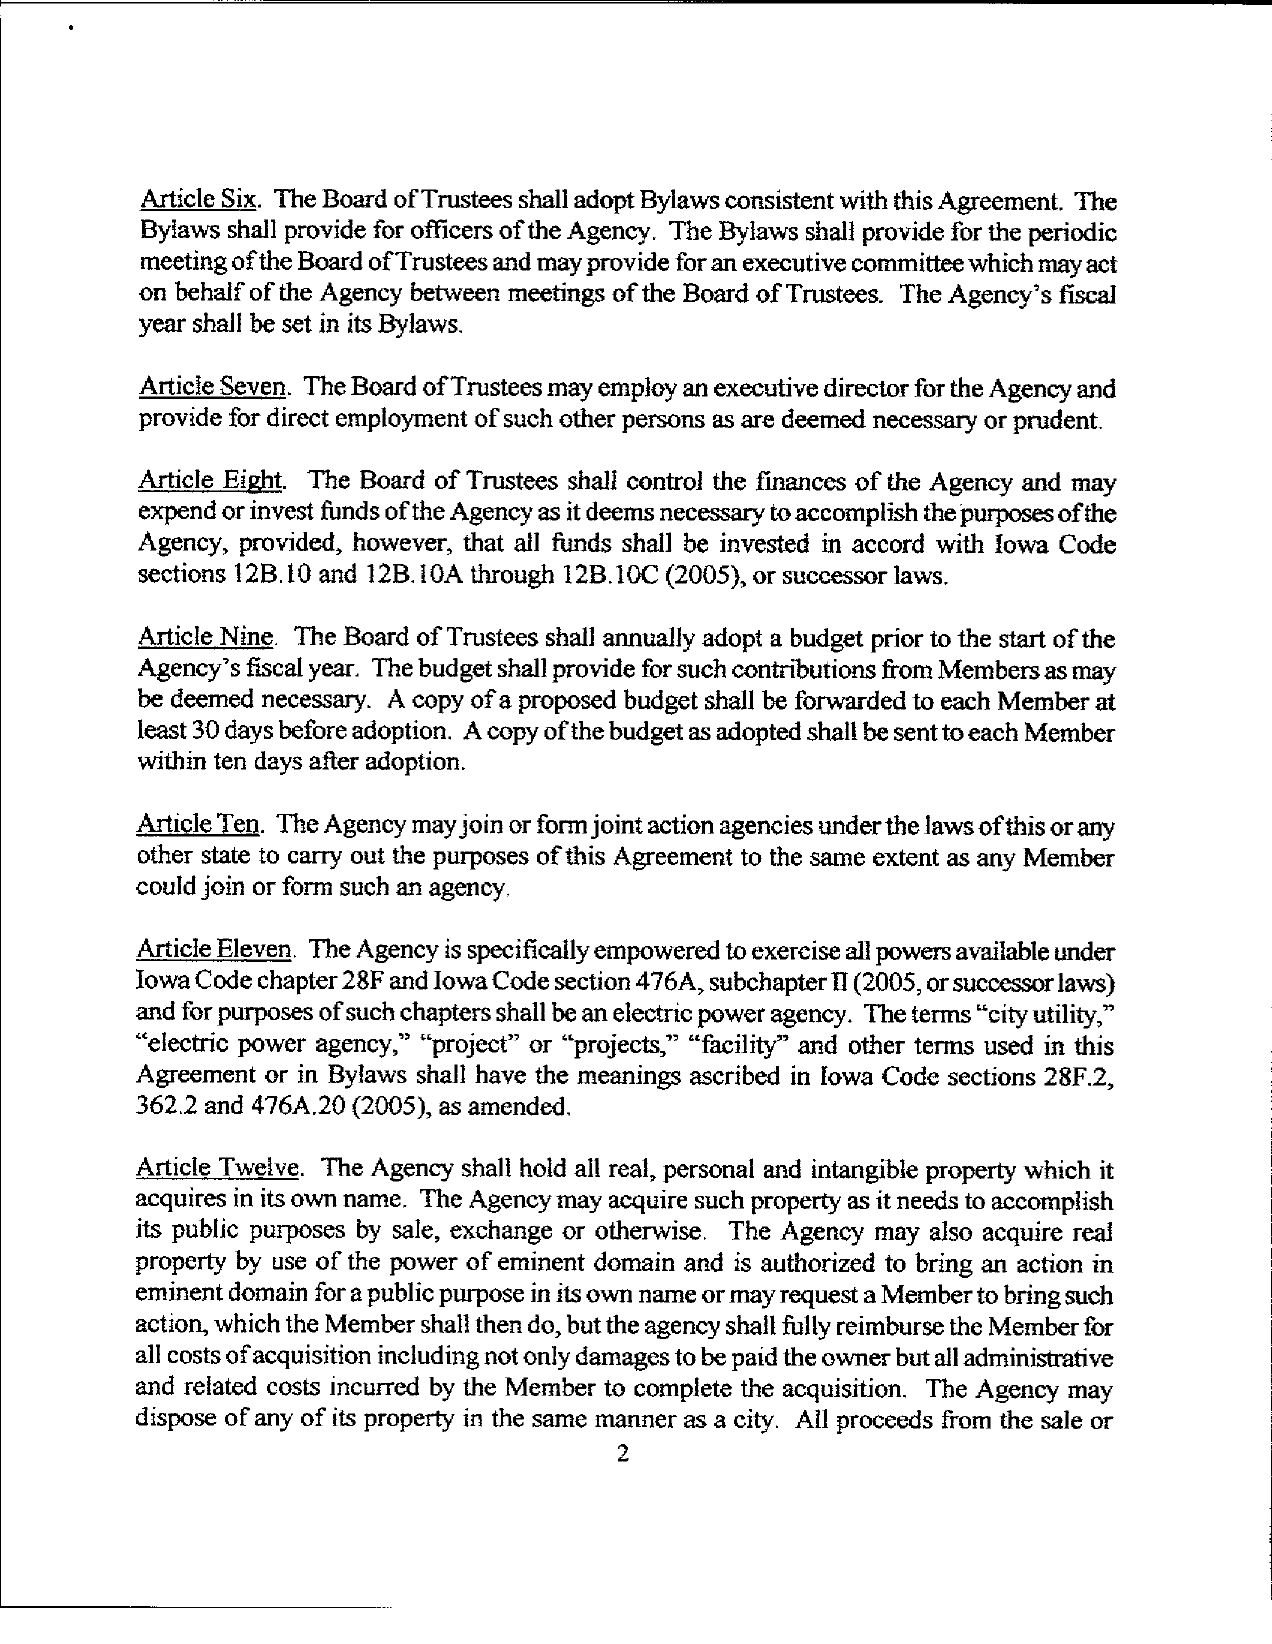 Article Six. The Board of Trustees shall adopt Bylaws consistent with this Agreement. The
Bylaws shall provide for officers of the Agency. The Bylaws shall provide for the periodic
meeting of the Board of Trustees and may provide for an executive committee which may act
on behalf of the Agency between meetings of the Board of Trustees. The Agency's fiscal
year shall be set in its Bylaws.
Article Seven. The Board of Trustees may employ an executive director for the Agency and
provide for direct employment of such other persons as are deemed necessary or prudent.
Article Eight. The Board of Trustees shall control the finances of the Agency and may
expend or invest funds of the Agency as it deems necessary to accomplish the purposes of the
Agency, provided, however, that all funds shall be invested in accord with Iowa Code
sections 12B.10 and 12B.10A through 12B.10C (2005), or successor laws.
Article Nine. The Board of Trustees shall annually adopt a budget prior to the start of the
Agency's fiscal year. The budget shall provide for such contributions from Members as may
be deemed necessary. A copy of a proposed budget shall be forwarded to each Member at
least 30 days before adoption. A copy of the budget as adopted shall be sent to each Member
within ten days after adoption.
Article Ten. The Agency may join or form joint action agencies under the laws of this or any
other state to carry out the purposes of this Agreement to the same extent as any Member
could join or form such an agency.
Article Eleven. The Agency is specifically empowered to exercise all powers available under
Iowa Code chapter 28F and Iowa Code section 476A, subchapter II (2005, or successor laws)
and for purposes of such chapters shall be an electric power agency. The terms "city utility,"
"electric power agency," "project" or "projects," "facility" and other terms used in this
Agreement or in Bylaws shall have the meanings ascribed in Iowa Code sections 28F.2,
362.2 and 476A.20 (2005), as amended.
Article Twelve. The Agency shall hold all real, personal and intangible property which it
acquires in its own name. The Agency may acquire such property as it needs to accomplish
its public purposes by sale, exchange or otherwise. The Agency may also acquire real
property by use of the power of eminent domain and is authorized to bring an action in
eminent domain for a public purpose in its own name or may request a Member to bring such
action, which the Member shall then do, but the agency shall fully reimburse the Member for
all costs of acquisition including not only damages to be paid the owner but all administrative
and related costs incurred by the Member to complete the acquisition. The Agency may
dispose of any of its property in the same manner as a city. All proceeds from the sale or
2